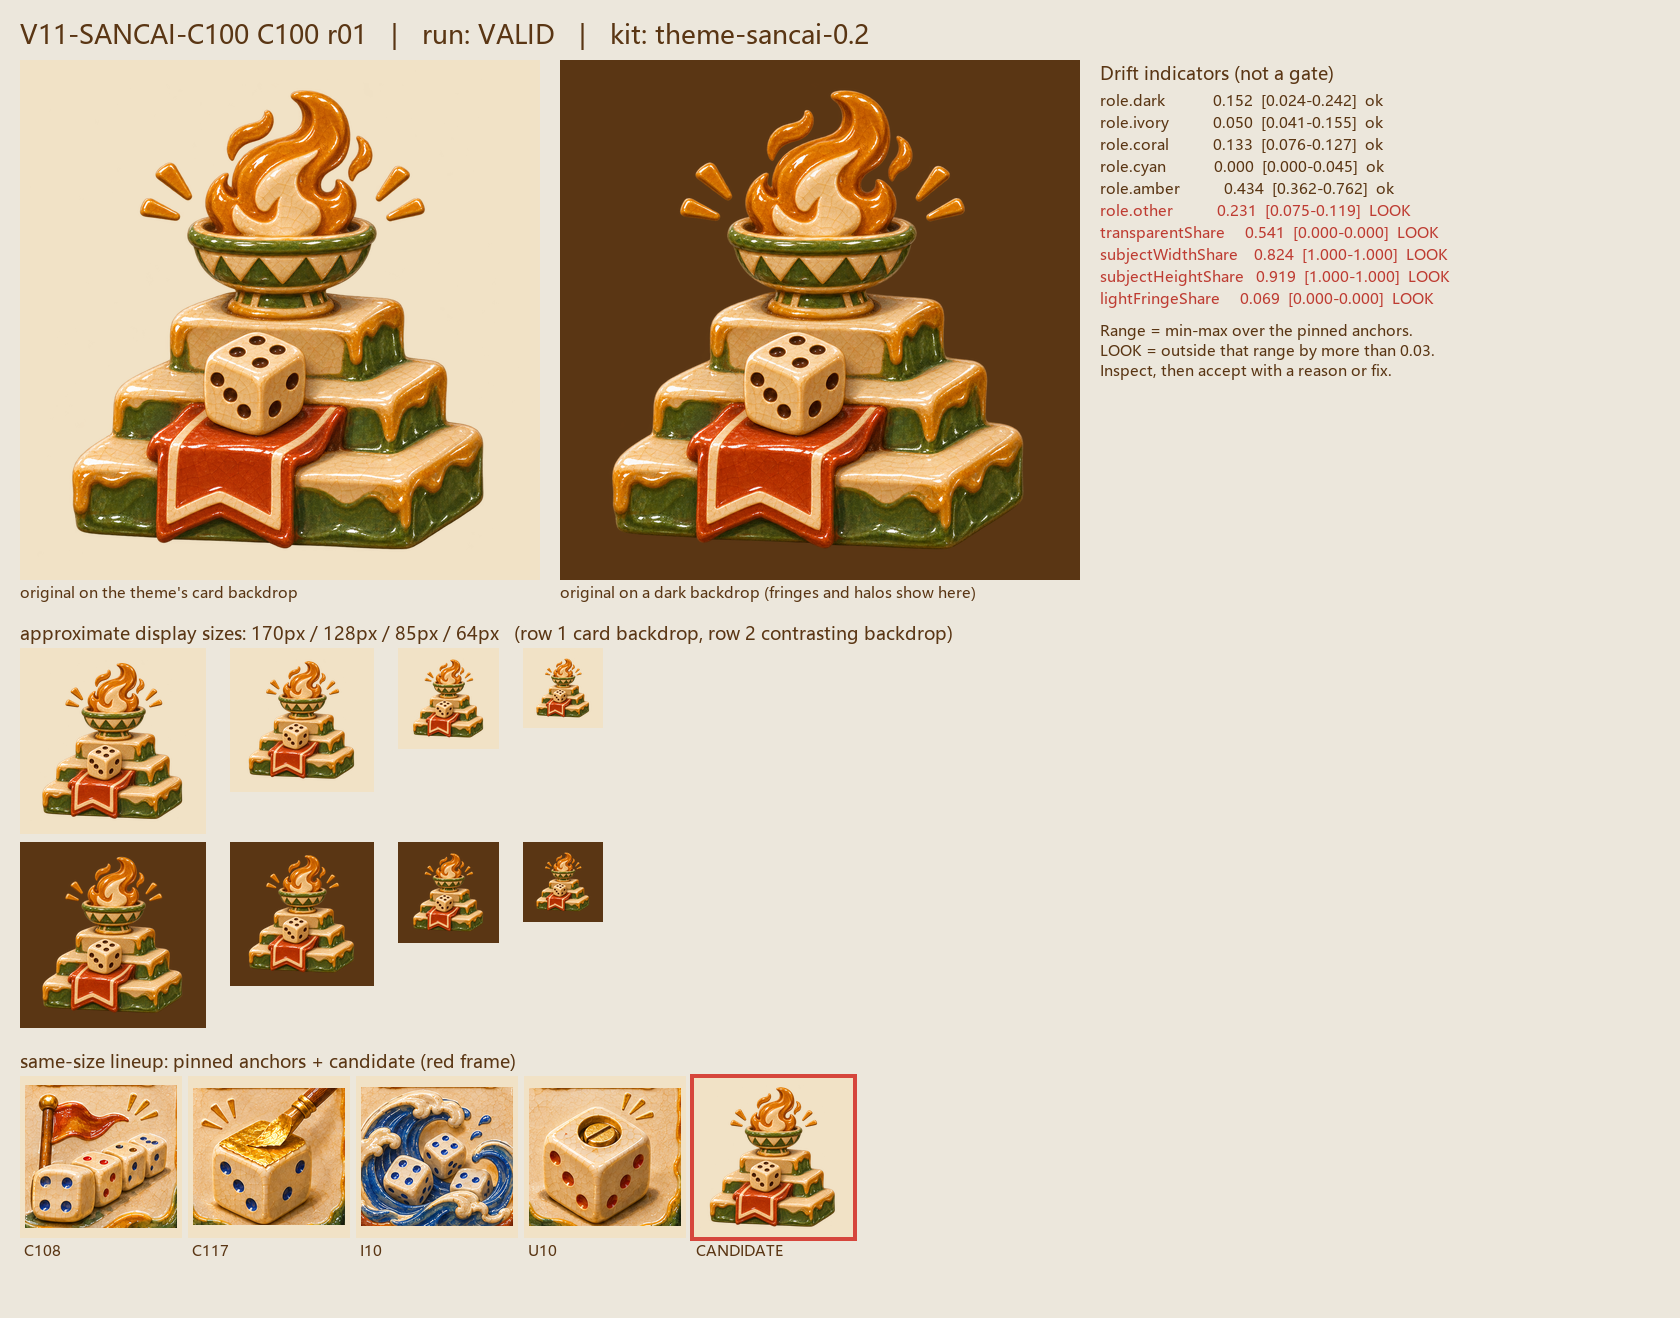 V11-SANCAI-C100 C100 r01 | run: VALID | kit: theme-sancai-0.2
Drift indicators (not a gate)
role.dark 0.152 [0.024-0.242] ok
role.ivory 0.050 [0.041-0.155] ok
role.coral 0.133 [0.076-0.127] ok
role.cyan 0.000 [0.000-0.045] ok
role.amber 0.434 [0.362-0.762] ok
role.other 0.231 [0.075-0.119] LOOK
transparentShare 0.541 [0.000-0.000] LOOK
subjectWidthShare 0.824 [1.000-1.000] LOOK
subjectHeightShare 0.919 [1.000-1.000] LOOK
lightFringeShare 0.069 [0.000-0.000] LOOK
Range = min-max over the pinned anchors.
LOOK = outside that range by more than 0.03.
Inspect, then accept with a reason or fix.
original on the theme's card backdrop
original on a dark backdrop (fringes and halos show here)
approximate display sizes: 170px / 128px / 85px / 64px (row 1 card backdrop, row 2 contrasting backdrop)
same-size lineup: pinned anchors + candidate (red frame)
C108
C117
I10
U10
CANDIDATE